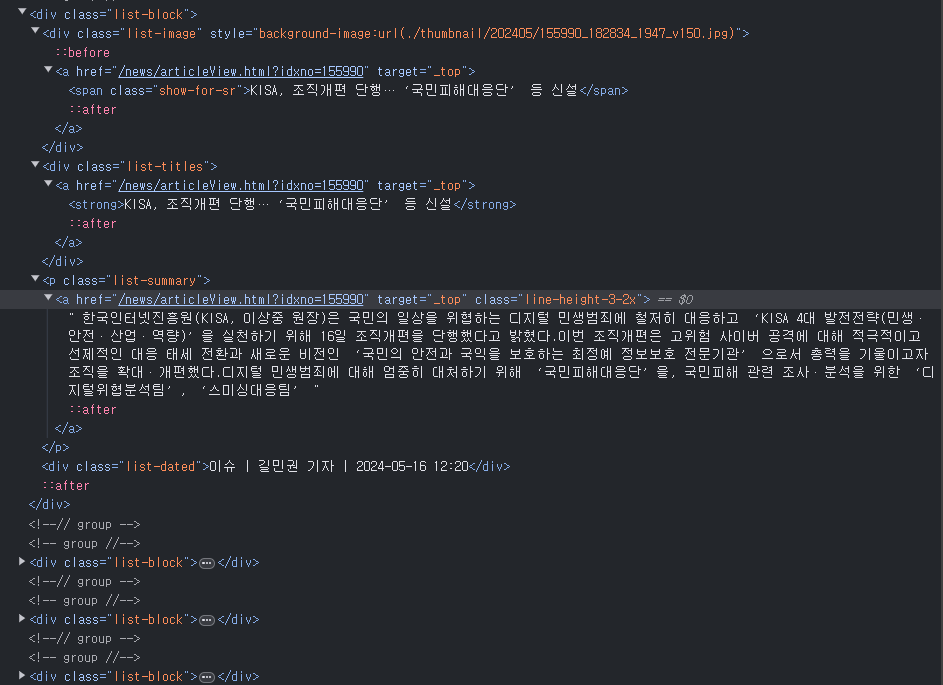 ▼<div class="list-block">
▼<div class="list-image" style="background-image:url(./thumbnail/202405/155990_182834_1947_v150.jpg)">
::before
▼<a href="/news/articleView.html?idxno=155990" target="_top">
<span class="show-for-sr">KISA, 조직개편 단행… ‘국민피해대응단’ 등 신설</span>
::after
</a>
</div>
▼<div class="list-titles">
▼<a href="/news/articleView.html?idxno=155990" target="_top">
<strong>KISA, 조직개편 단행… ‘국민피해대응단’ 등 신설</strong>
::after
</a>
</div>
▼<p class="list-summary">
▼<a href="/news/articleView.html?idxno=155990" target="_top" class="line-height-3-2x"> == $0
" 한국인터넷진흥원(KISA, 이상중 원장)은 국민의 일상을 위협하는 디지털 민생범죄에 철저히 대응하고 ‘KISA 4대 발전전략(민생·
안전·산업·역량)’을 실천하기 위해 16일 조직개편을 단행했다고 밝혔다.이번 조직개편은 고위험 사이버 공격에 대해 적극적이고
선제적인 대응 태세 전환과 새로운 비전인 ‘국민의 안전과 국익을 보호하는 최정예 정보보호 전문기관’ 으로서 총력을 기울이고자
조직을 확대·개편했다.디지털 민생범죄에 대해 엄중히 대처하기 위해 ‘국민피해대응단’을, 국민피해 관련 조사·분석을 위한 ‘디
지털위협분석팀’, ‘스미싱대응팀’ "
::after
</a>
</p>
<div class="list-dated">이슈 | 길민권 기자 | 2024-05-16 12:20</div>
::after
</div>
<!--// group -->
<!-- group //-->
▶<div class="list-block">…</div>
<!--// group -->
<!-- group //-->
▶<div class="list-block">…</div>
<!--// group -->
<!-- group //-->
▶<div class="list-block">…</div>